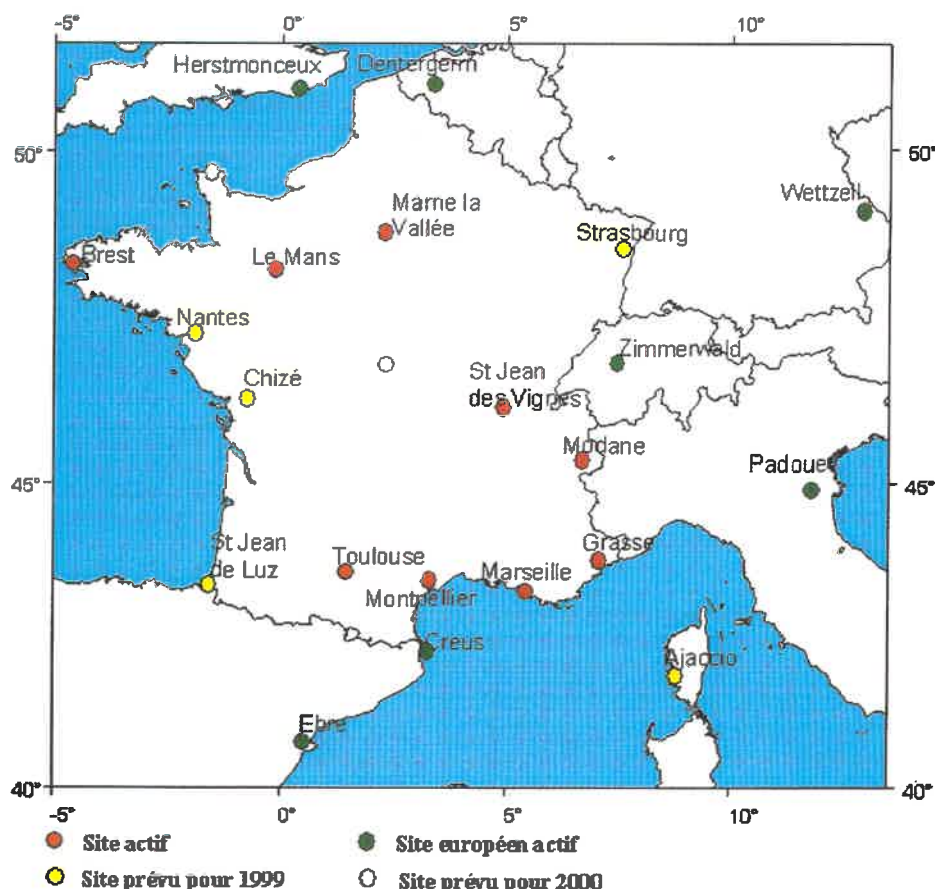 -5° 0° 5° 10°
Herstmonceux
Dentergem
50° 50°
Wettzell
Marne la
Vallée
Strasbourg
Brest
Le Mans
Nantes
Zimmerwald
Chizé
St Jean
des Vignes
Modane
Padoue
45° 45°
St Jean
de Luz
Toulouse
Grasse
Marseille
Montpellier
Creus
Ajaccio
Ebre
40° 40°
-5° 0° 5° 10°
Site actif
Site européen actif
Site prévu pour 1999
Site prévu pour 2000